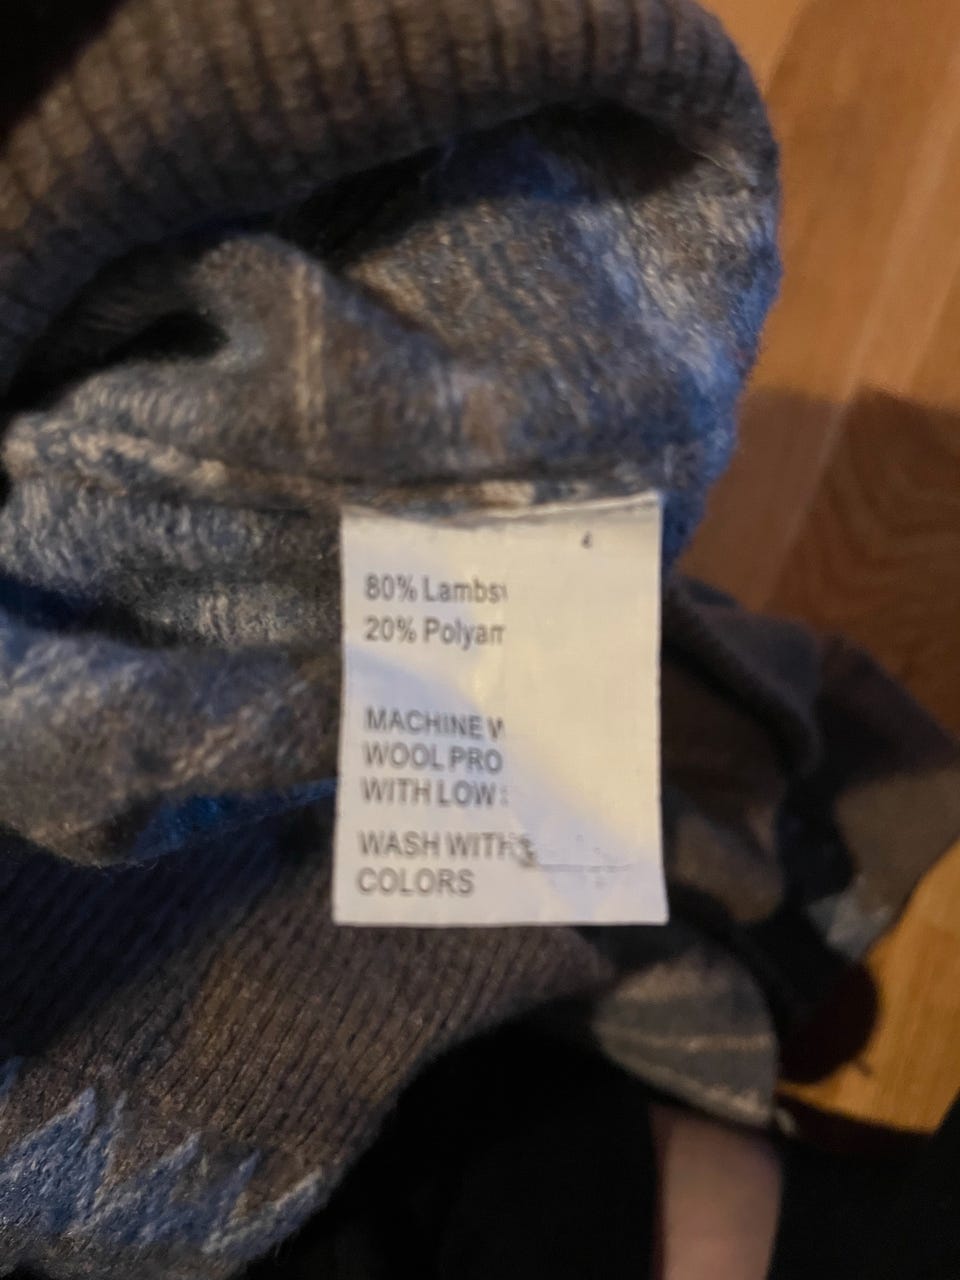 80% Lambs
20% Polyam
MACHINE W
WOOL PRO
WITH LOW
WASH WITH
COLORS